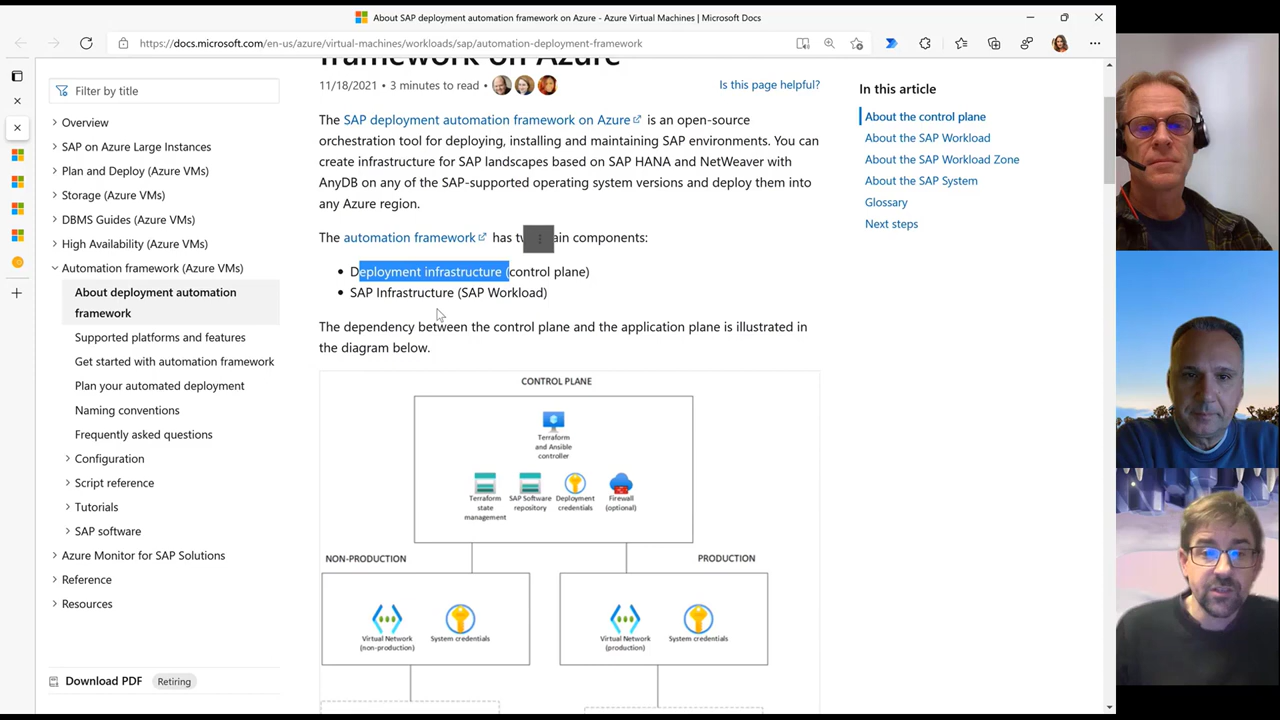 About SAP deployment automation framework on Azure - Azure Virtual Machines | Microsoft Docs
https://docs.microsoft.com/en-us/azure/virtual-machines/workloads/sap/automation-deployment-framework
Filter by title
Overview
SAP on Azure Large Instances
Plan and Deploy (Azure VMs)
Storage (Azure VMs)
DBMS Guides (Azure VMs)
High Availability (Azure VMs)
Automation framework (Azure VMs)
About deployment automation
framework
Supported platforms and features
Get started with automation framework
Plan your automated deployment
Naming conventions
Frequently asked questions
Configuration
Script reference
Tutorials
SAP software
Azure Monitor for SAP Solutions
Reference
Resources
Download PDF Retiring
framework on Azure
11/18/2021 • 3 minutes to read •
Is this page helpful?
The SAP deployment automation framework on Azure is an open-source
orchestration tool for deploying, installing and maintaining SAP environments. You can
create infrastructure for SAP landscapes based on SAP HANA and NetWeaver with
AnyDB on any of the SAP-supported operating system versions and deploy them into
any Azure region.
The automation framework has ain components:
• Deployment infrastructure (control plane)
• SAP Infrastructure (SAP Workload)
The dependency between the control plane and the application plane is illustrated in
the diagram below.
CONTROL PLANE
Terraform
and Ansible
controller
Terraform
state
management
SAP Software
repository
Deployment
credentials
Firewall
(optional)
NON-PRODUCTION
PRODUCTION
Virtual Network
(non-production)
System credentials
Virtual Network
(production)
System credentials
In this article
About the control plane
About the SAP Workload
About the SAP Workload Zone
About the SAP System
Glossary
Next steps